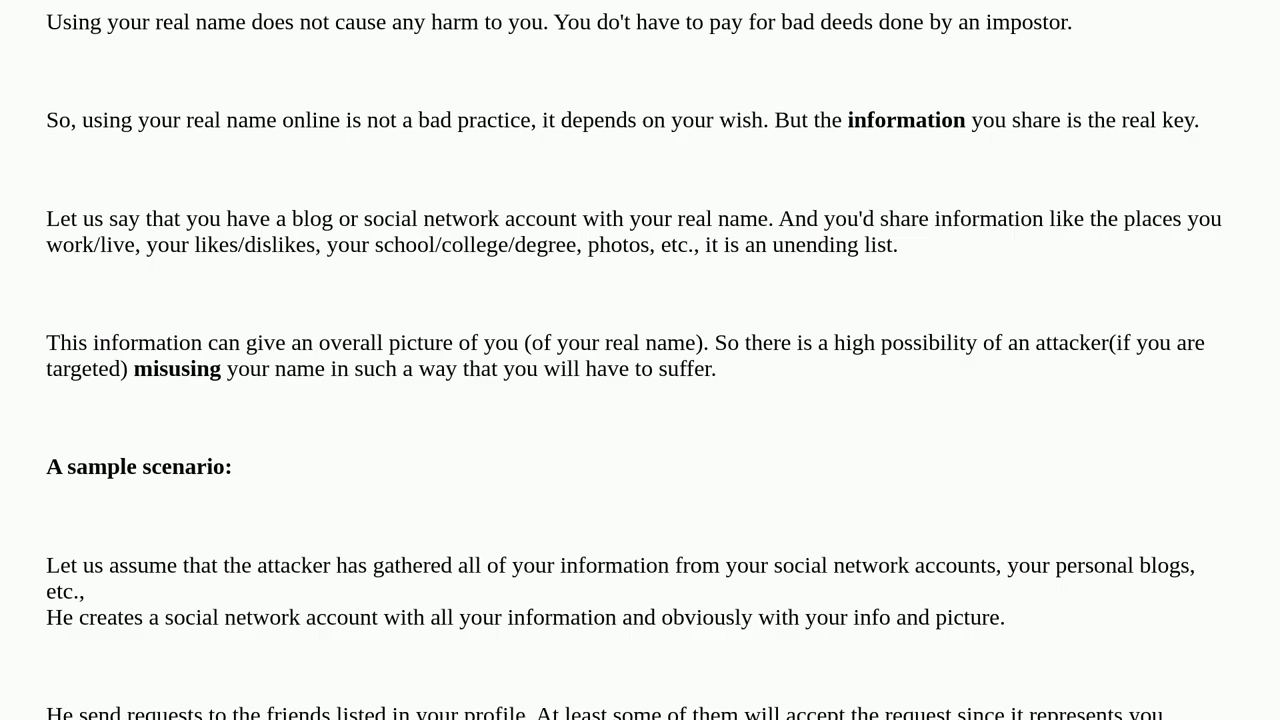 Using your real name does not cause any harm to you. You do't have to pay for bad deeds done by an impostor.
So, using your real name online is not a bad practice, it depends on your wish. But the information you share is the real key.
Let us say that you have a blog or social network account with your real name. And you'd share information like the places you
work/live, your likes/dislikes, your school/college/degree, photos, etc., it is an unending list.
This information can give an overall picture of you (of your real name). So there is a high possibility of an attacker(if you are
targeted) misusing your name in such a way that you will have to suffer.
A sample scenario:
Let us assume that the attacker has gathered all of your information from your social network accounts, your personal blogs,
etc.,
He creates a social network account with all your information and obviously with your info and picture.
He send requests to the friends listed in your profile. At least some of them will accept the request since it represents you